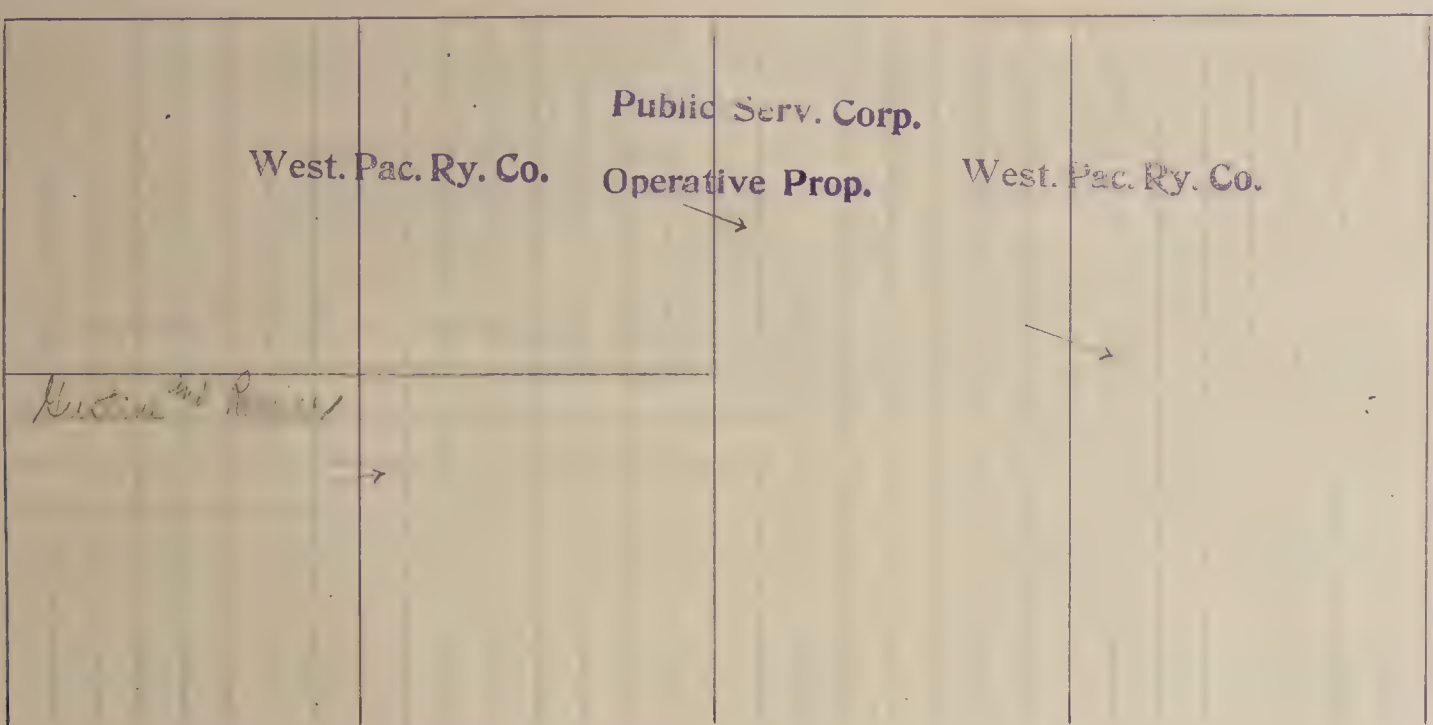 Public Serv. Corp.
West. Pac. Ry. Co.
Operative Prop.
West. Pac. Ry. Co.